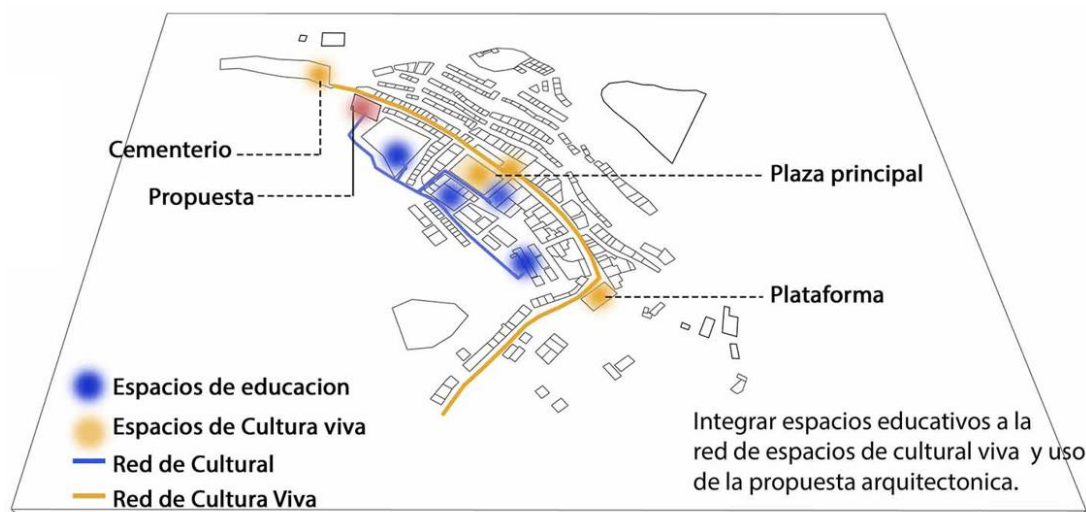 Cementerio
Propuesta
Plaza principal
Plataforma
Espacios de educacion
Espacios de Cultura viva
Red de Cultural
Red de Cultura Viva
Integrar espacios educativos a la
red de espacios de cultural viva y uso
de la propuesta arquitectonica.